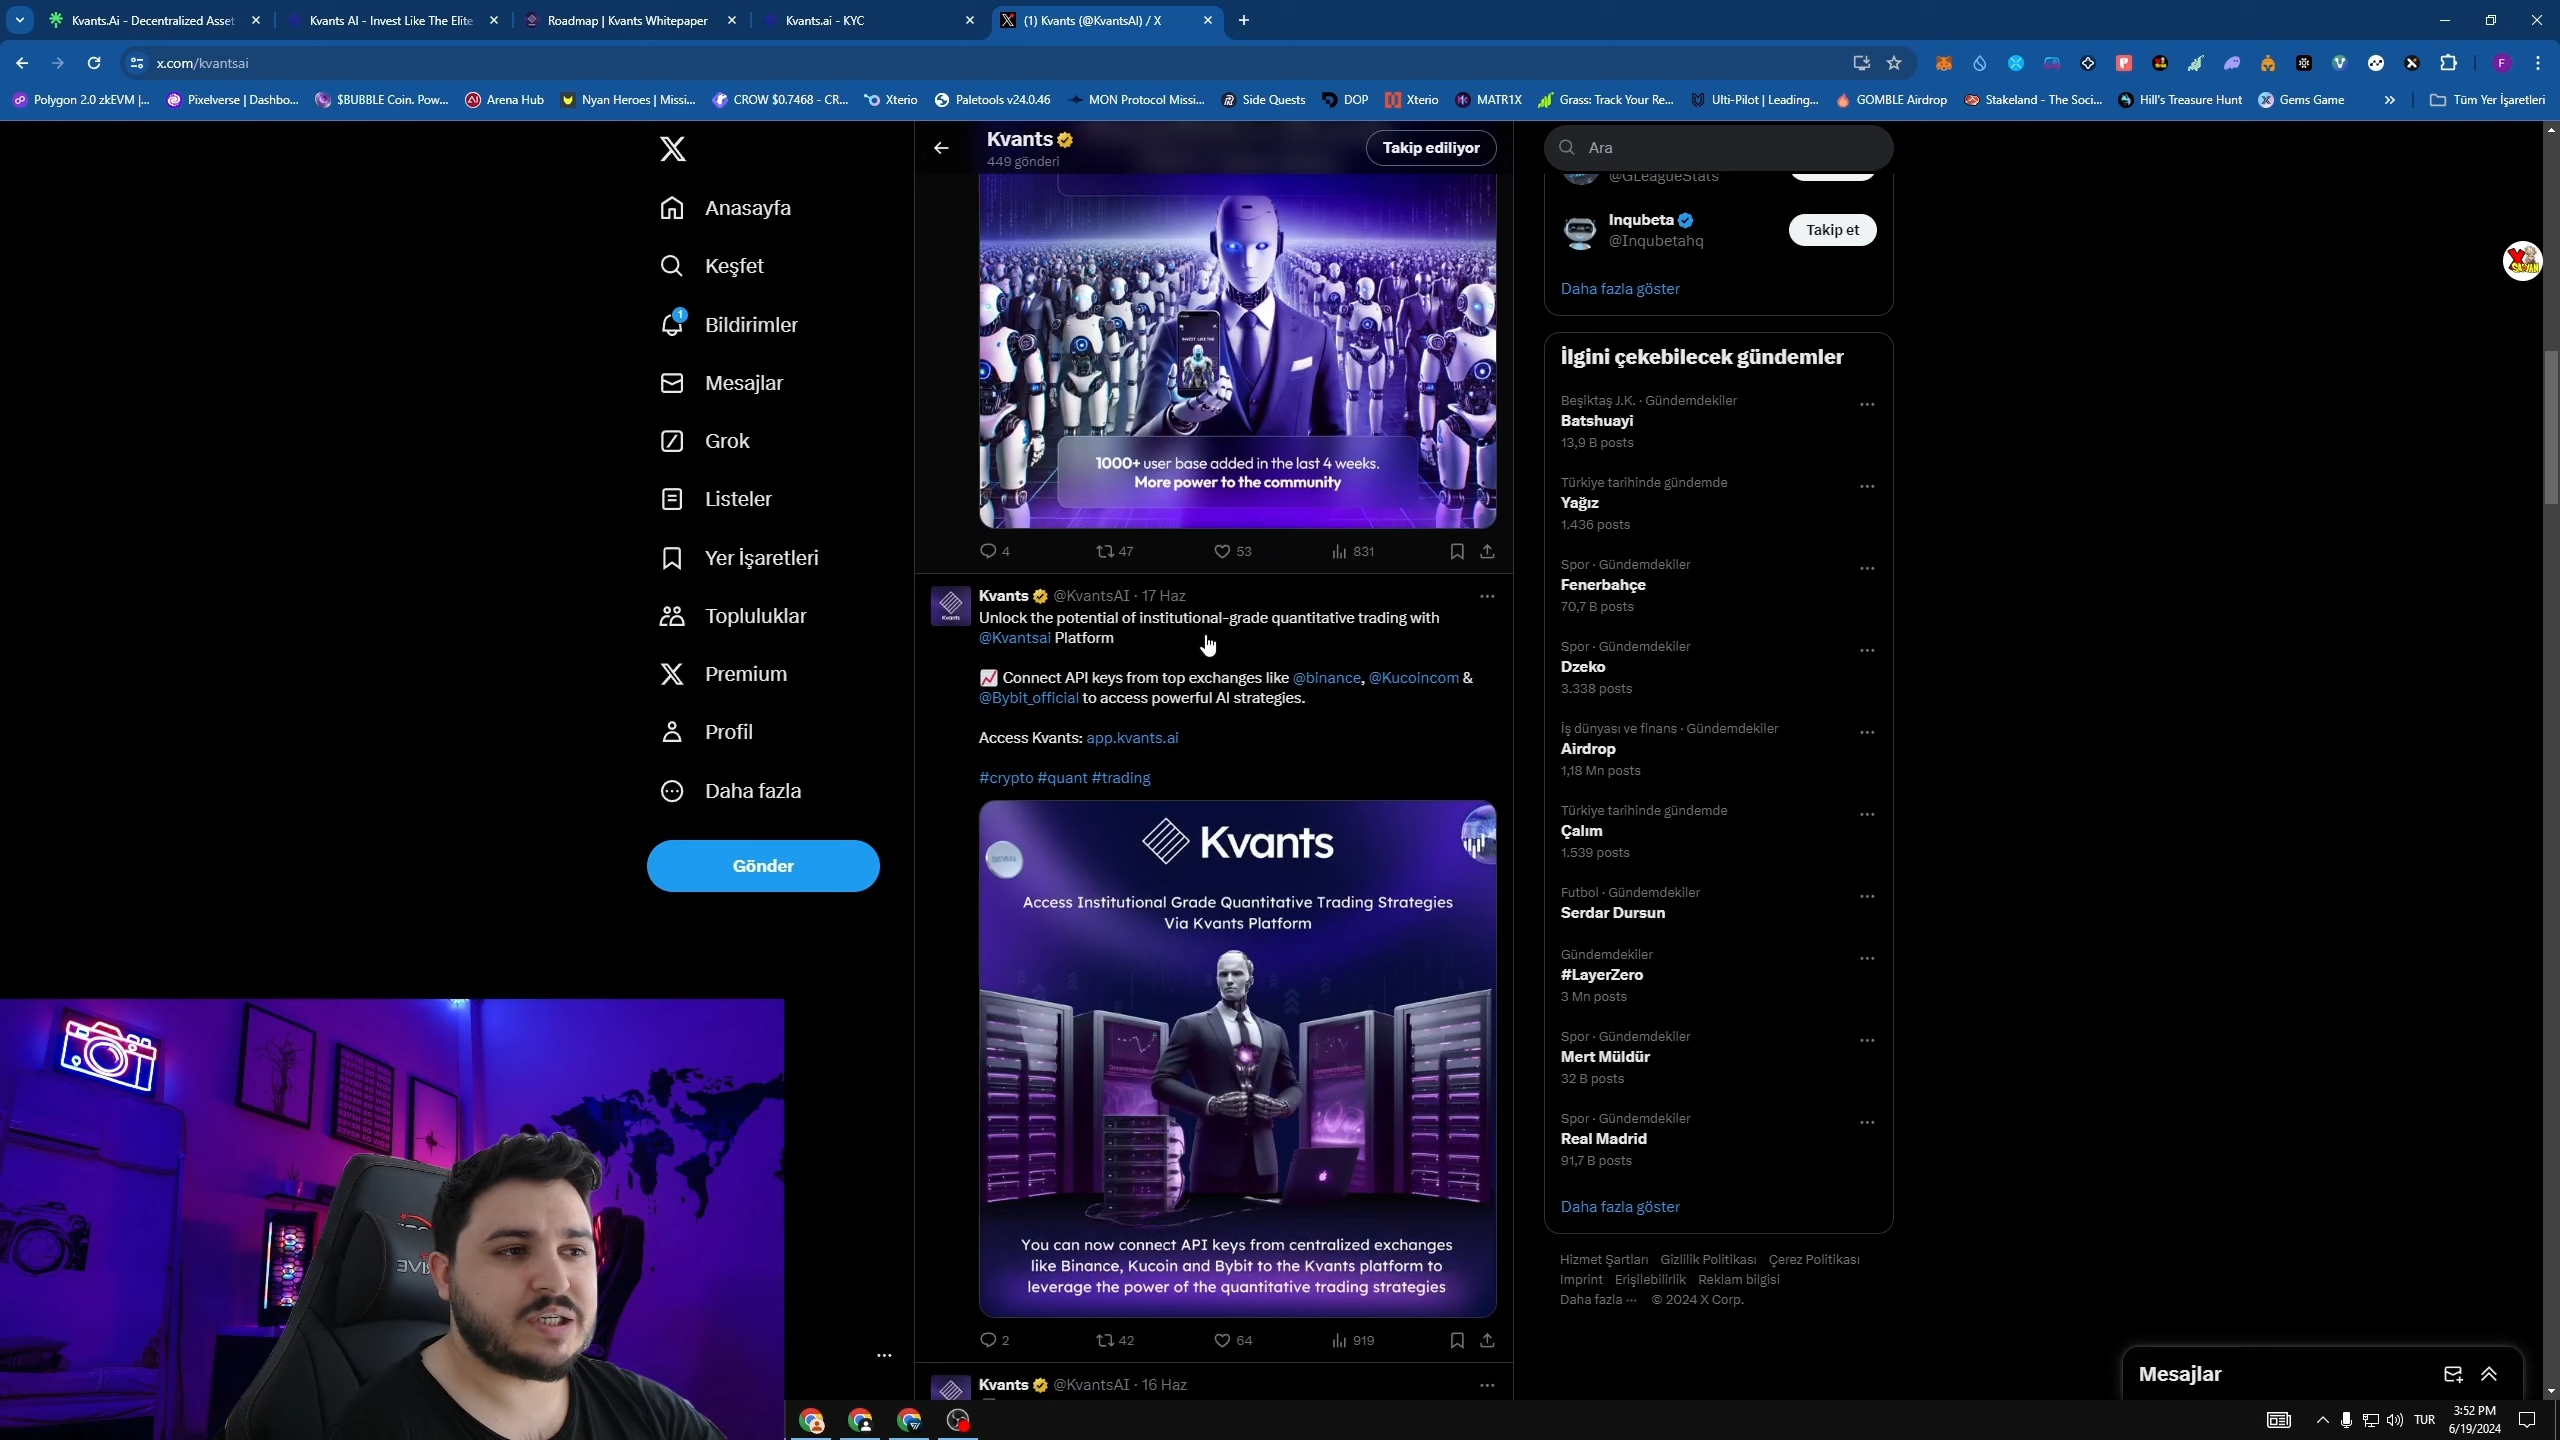 Kvants.Ai - Decentralized Asset
Kvants AI - Invest Like The Elite
Roadmap | Kvants Whitepaper
Kvants.ai - KYC
(1) Kvants (@KvantsAI) / X
x.com/kvantsai
Polygon 2.0 zkEVM |...
Pixelverse | Dashbo...
$BUBBLE Coin. Pow...
Arena Hub
Nyan Heroes | Missi...
CROW $0.7468 - CR...
Xterio
Paletools v24.0.46
MON Protocol Missi...
Side Quests
DOP
Xterio
MATR1X
Grass: Track Your Re...
Ulti-Pilot | Leading...
GOMBLE Airdrop
Stakeland - The Soci...
Hill's Treasure Hunt
Gems Game
Tüm Yer İşaretleri
Anasayfa
Keşfet
1
Bildirimler
Mesajlar
Grok
Listeler
Yer İşaretleri
Topluluklar
Premium
Profil
Daha fazla
Gönder
Kvants
449 gönderi
Takip ediliyor
INVEST LIKE THE
1000+ user base added in the last 4 weeks.
More power to the community
4
47
53
831
Kvants @KvantsAI · 17 Haz
Unlock the potential of institutional-grade quantitative trading with
@Kvantsai Platform
Connect API keys from top exchanges like @binance, @Kucoincom &
@Bybit_official to access powerful AI strategies.
Access Kvants: app.kvants.ai
#crypto #quant #trading
Kvants
Kvants
Access Institutional Grade Quantitative Trading Strategies
Via Kvants Platform
You can now connect API keys from centralized exchanges
like Binance, Kucoin and Bybit to the Kvants platform to
leverage the power of the quantitative trading strategies
2
42
64
919
Kvants @KvantsAI · 16 Haz
Ara
@GLeagueStats
Inqubeta
@Inqubetahq
Takip et
Daha fazla göster
İlgini çekebilecek gündemler
Beşiktaş J.K. · Gündemdekiler
Batshuayi
13,9 B posts
Türkiye tarihinde gündemde
Yağız
1.436 posts
Spor · Gündemdekiler
Fenerbahçe
70,7 B posts
Spor · Gündemdekiler
Dzeko
3.338 posts
İş dünyası ve finans · Gündemdekiler
Airdrop
1,18 Mn posts
Türkiye tarihinde gündemde
Çalım
1.539 posts
Futbol · Gündemdekiler
Serdar Dursun
Gündemdekiler
#LayerZero
3 Mn posts
Spor · Gündemdekiler
Mert Müldür
32 B posts
Spor · Gündemdekiler
Real Madrid
91,7 B posts
Daha fazla göster
Hizmet Şartları Gizlilik Politikası Çerez Politikası
Imprint Erişilebilirlik Reklam bilgisi
Daha fazla ··· © 2024 X Corp.
Mesajlar
TUR
3:52 PM
6/19/2024